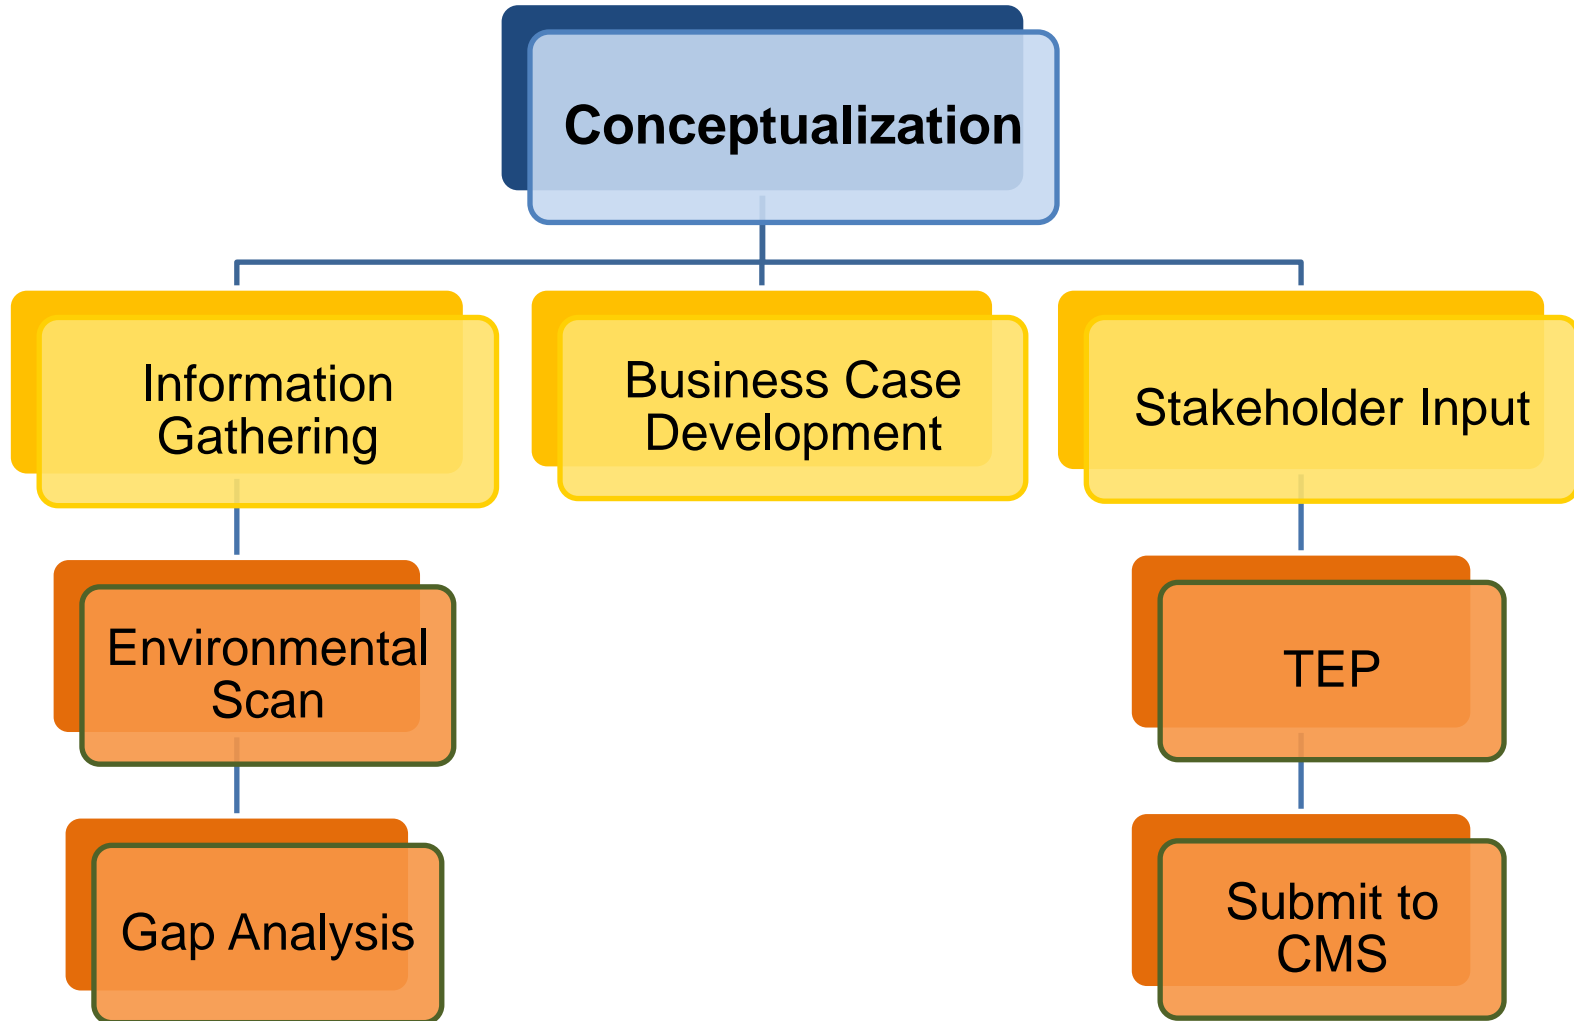 Conceptualization
Information
Gathering
Business Case
Development
Stakeholder Input
Environmental
Scan
TEP
Gap Analysis
Submit to
CMS